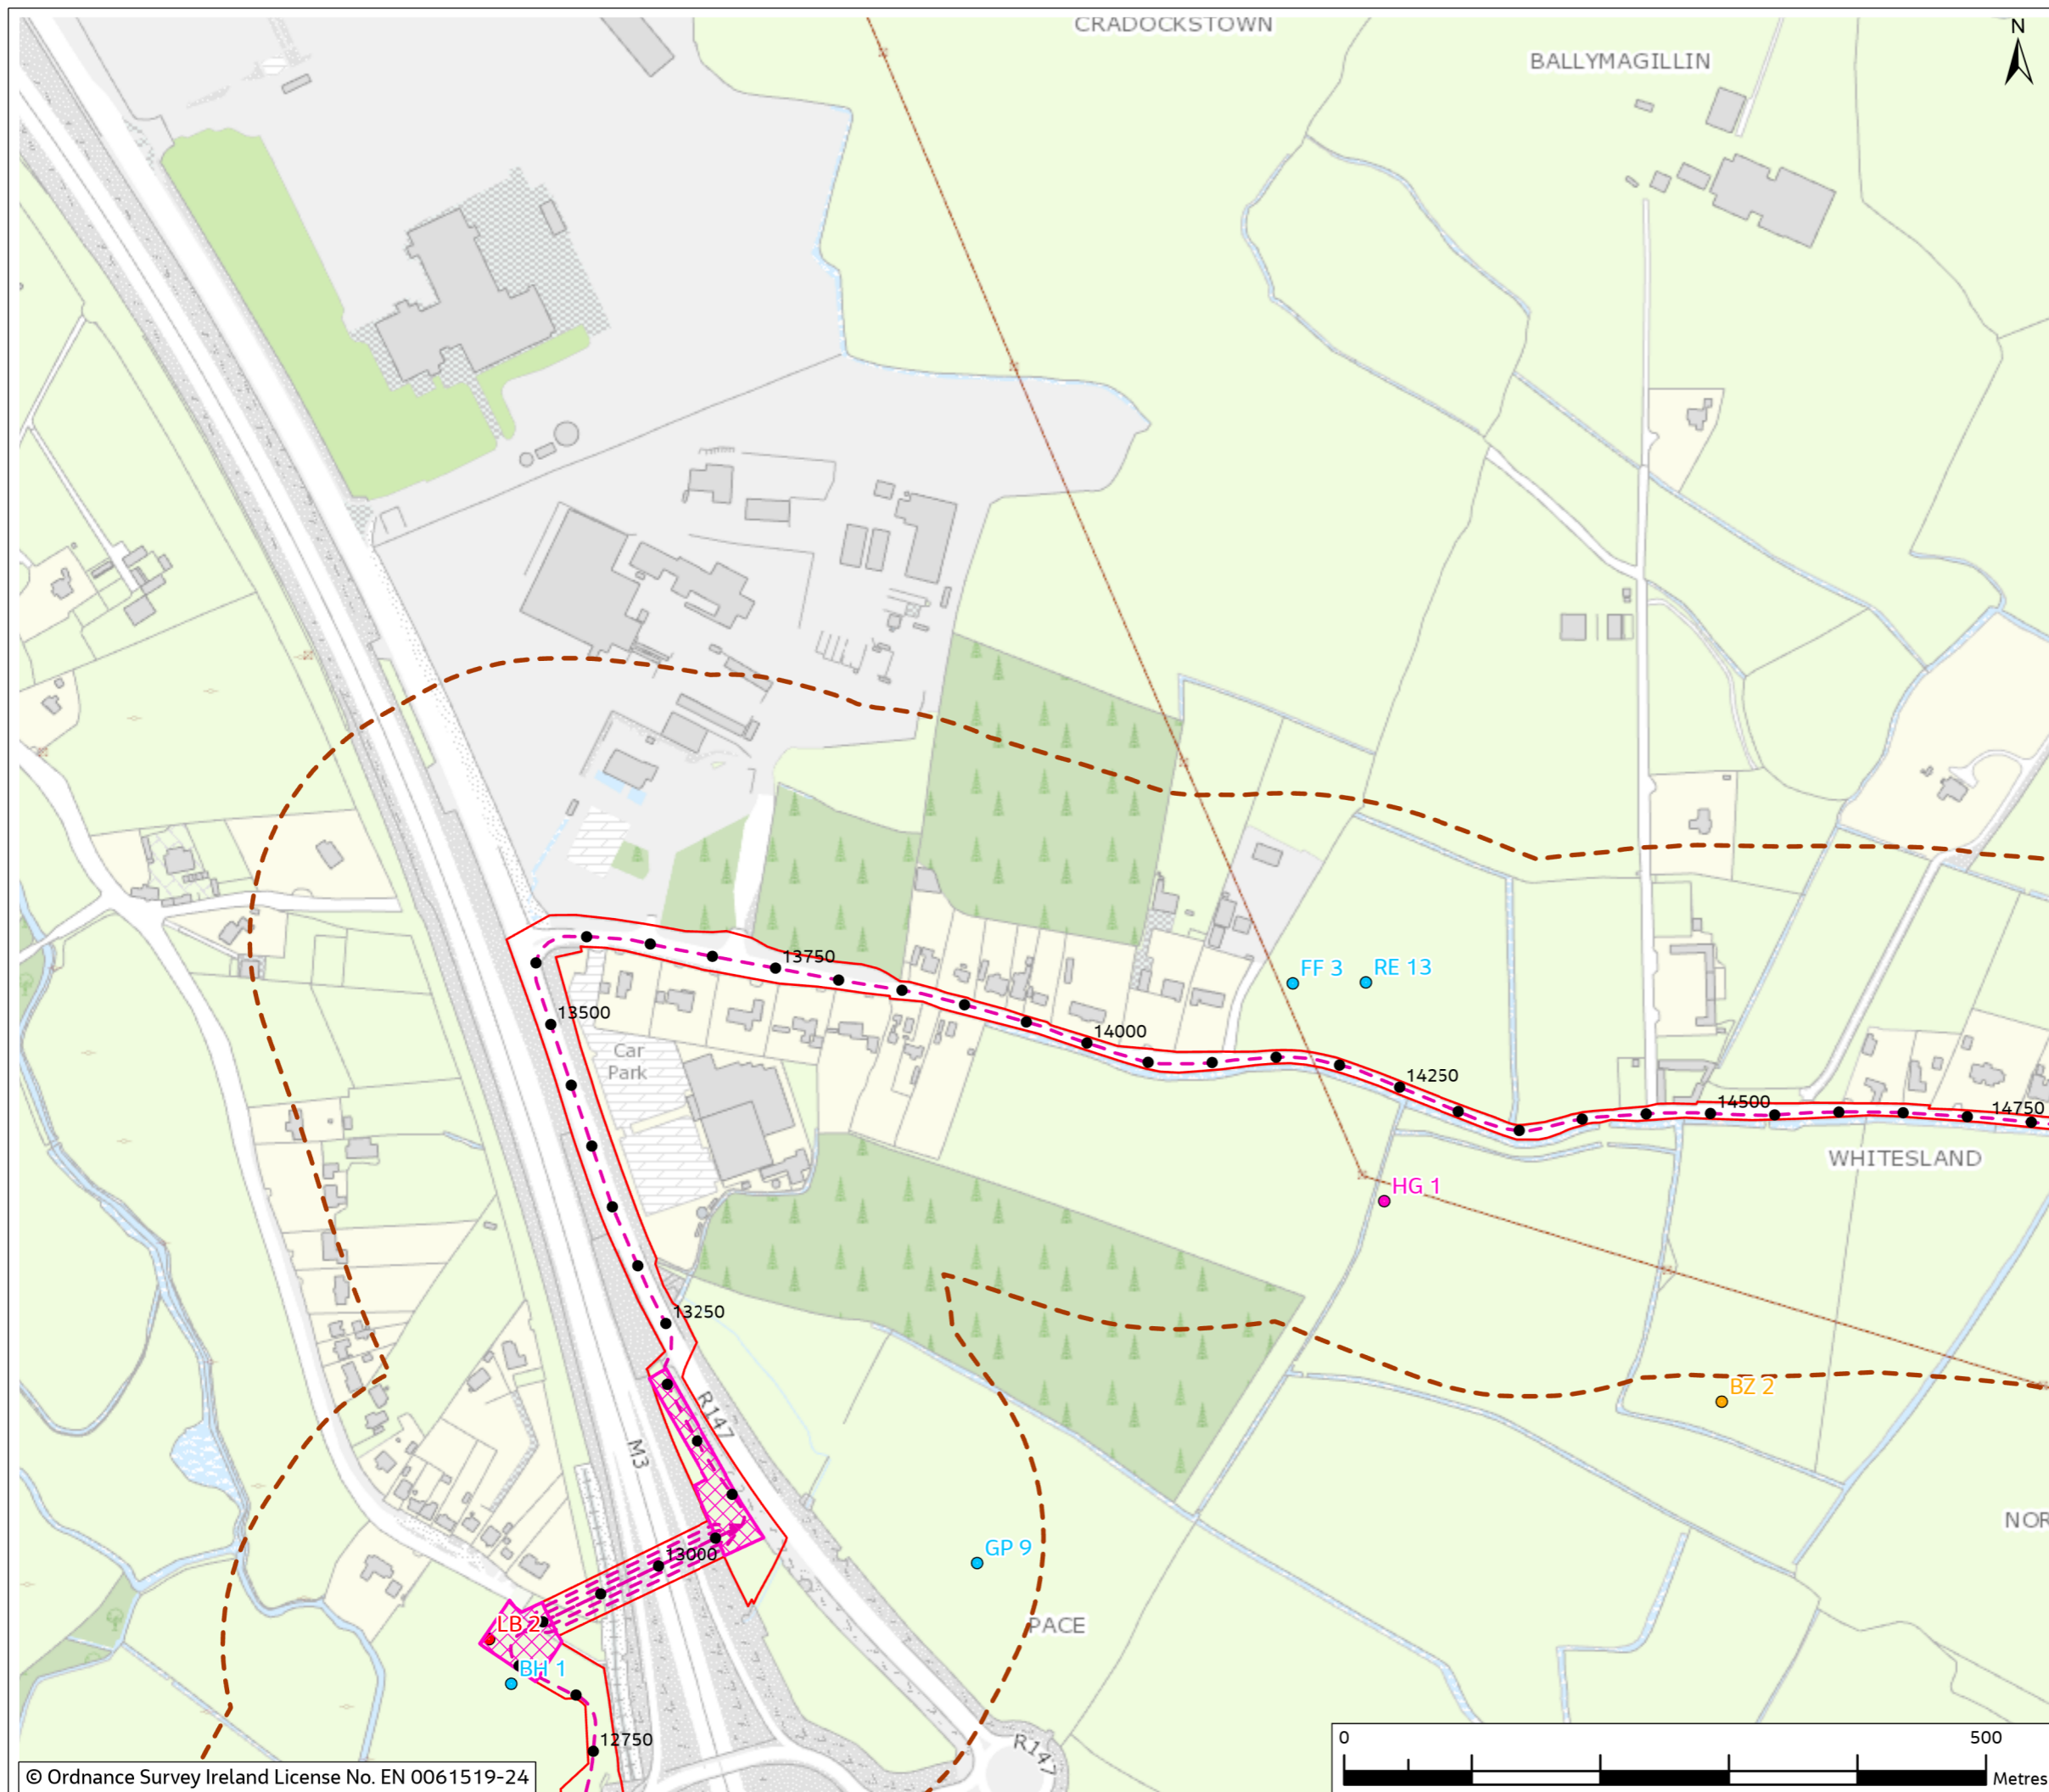 CRADOCKSTOWN
N
BALLYMAGILLIN
13750
FF 3
RE 13
13500
14000
Car
Park
14250
14500
14750
WHITESLAND
HG 1
13250
BZ 2
R147
M3
NOR
GP 9
13000
LB 2
PACE
BH 1
12750
R147
0
500
Metres
© Ordnance Survey Ireland License No. EN 0061519-24